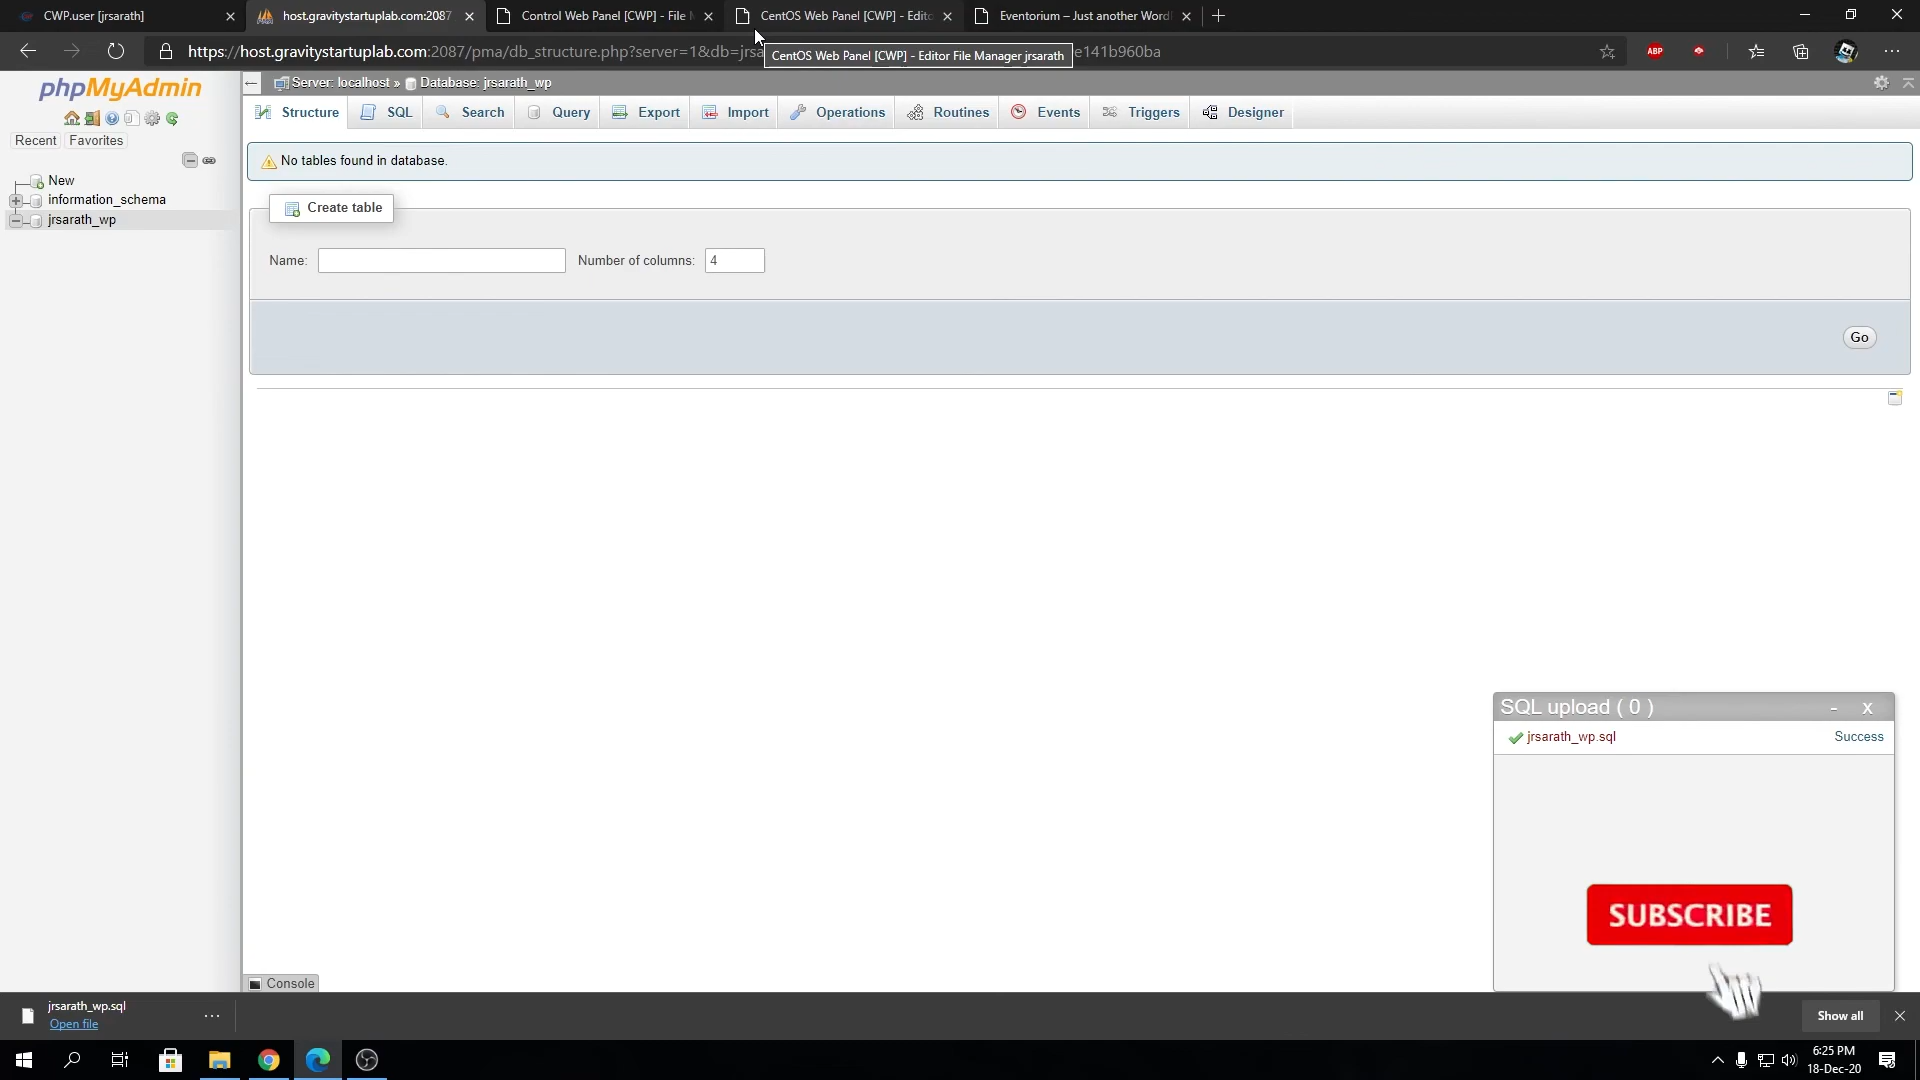 CWP.user [jrsarath]
host.gravitystartuplab.com:2087
Control Web Panel [CWP] - File M
CentOS Web Panel [CWP] - Edito
Eventorium – Just another Word
https://host.gravitystartuplab.com:2087/pma/db_structure.php?server=1&db=jrsa
e141b960ba
CentOS Web Panel [CWP] - Editor File Manager jrsarath
ABP
phpMyAdmin
Server: localhost » Database: jrsarath_wp
Structure SQL Search Query Export Import Operations Routines Events Triggers Designer
Recent Favorites
No tables found in database.
New
information_schema
jrsarath_wp
Create table
Name: Number of columns: 4
Go
SQL upload ( 0 ) - x
jrsarath_wp.sql Success
SUBSCRIBE
Console
jrsarath_wp.sql
Open file
Show all
6:25 PM
18-Dec-20